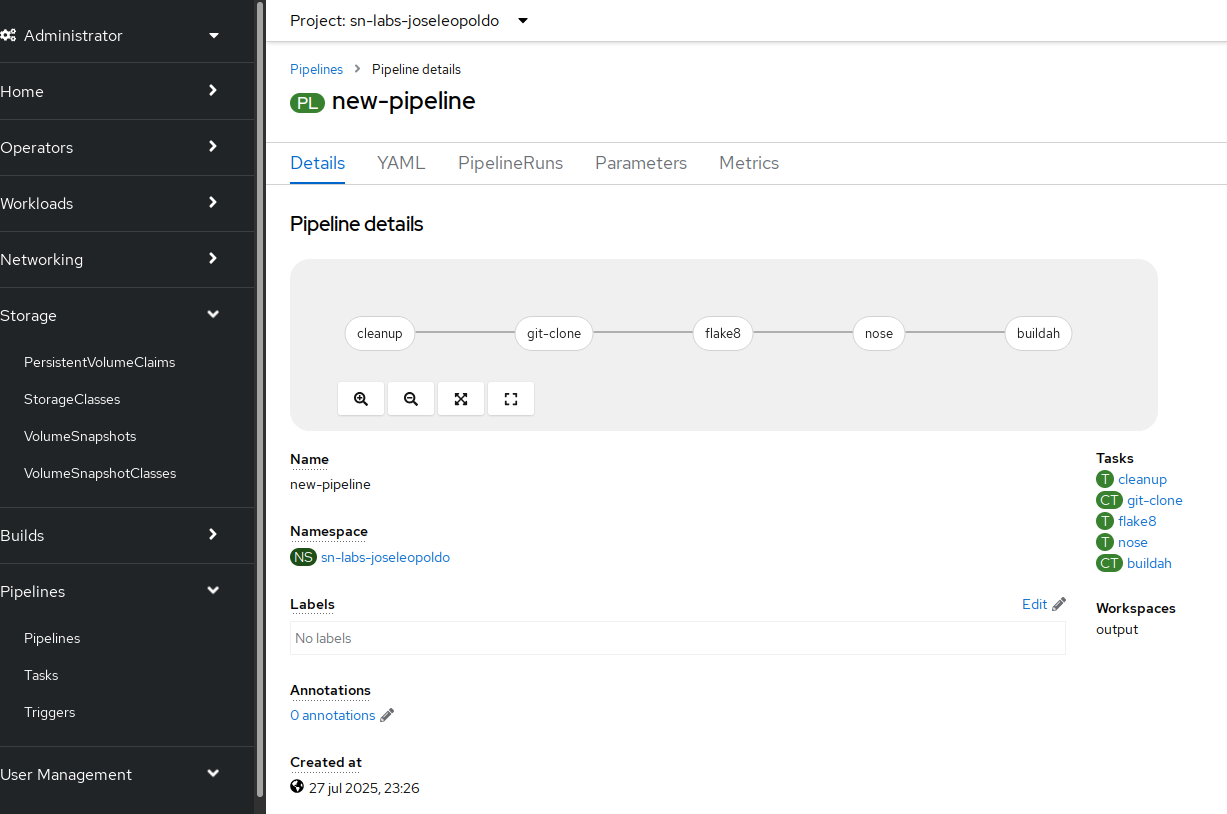 Administrator
Home
Operators
Workloads
Networking
Storage
PersistentVolumeClaims
StorageClasses
VolumeSnapshots
VolumeSnapshotClasses
Builds
Pipelines
Pipelines
Tasks
Triggers
User Management
Project: sn-labs-joseleopoldo
Pipelines > Pipeline details
PL new-pipeline
Details YAML PipelineRuns Parameters Metrics
Pipeline details
cleanup git-clone flake8 nose buildah
Name
new-pipeline
Namespace
NS sn-labs-joseleopoldo
Labels Edit
No labels
Annotations
0 annotations
Created at
27 jul 2025, 23:26
Tasks
T cleanup
CT git-clone
T flake8
T nose
CT buildah
Workspaces
output